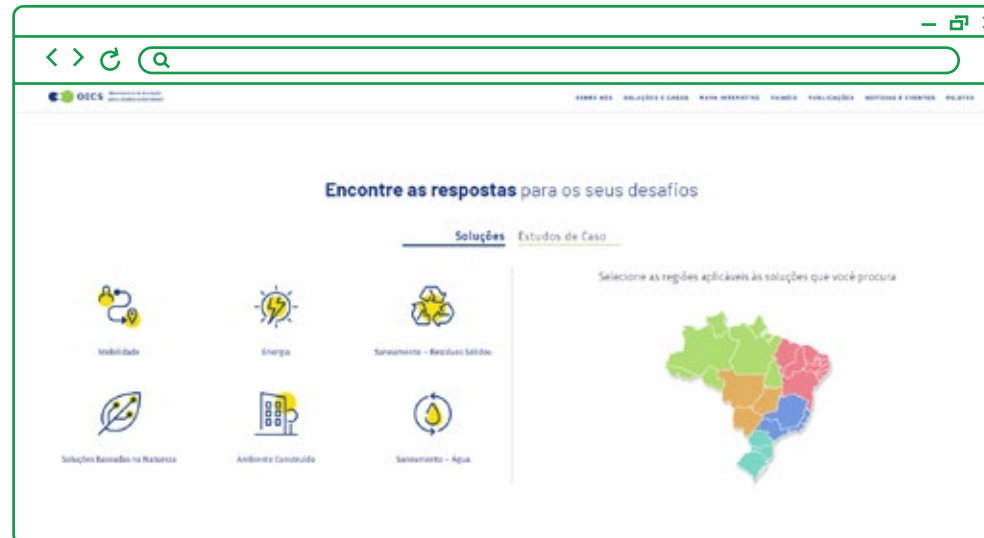 OICS
SOBRE NÓS SOLUÇÕES E CASOS MAPA INTERATIVO PAINÉIS PUBLICAÇÕES NOTÍCIAS E EVENTOS PILOTOS
Encontre as respostas para os seus desafios
Soluções Estudos de Caso
Selecione as regiões aplicáveis às soluções que você procura
Mobilidade Energia Saneamento – Resíduos Sólidos
Soluções Baseadas na Natureza Ambiente Construído Saneamento – Água